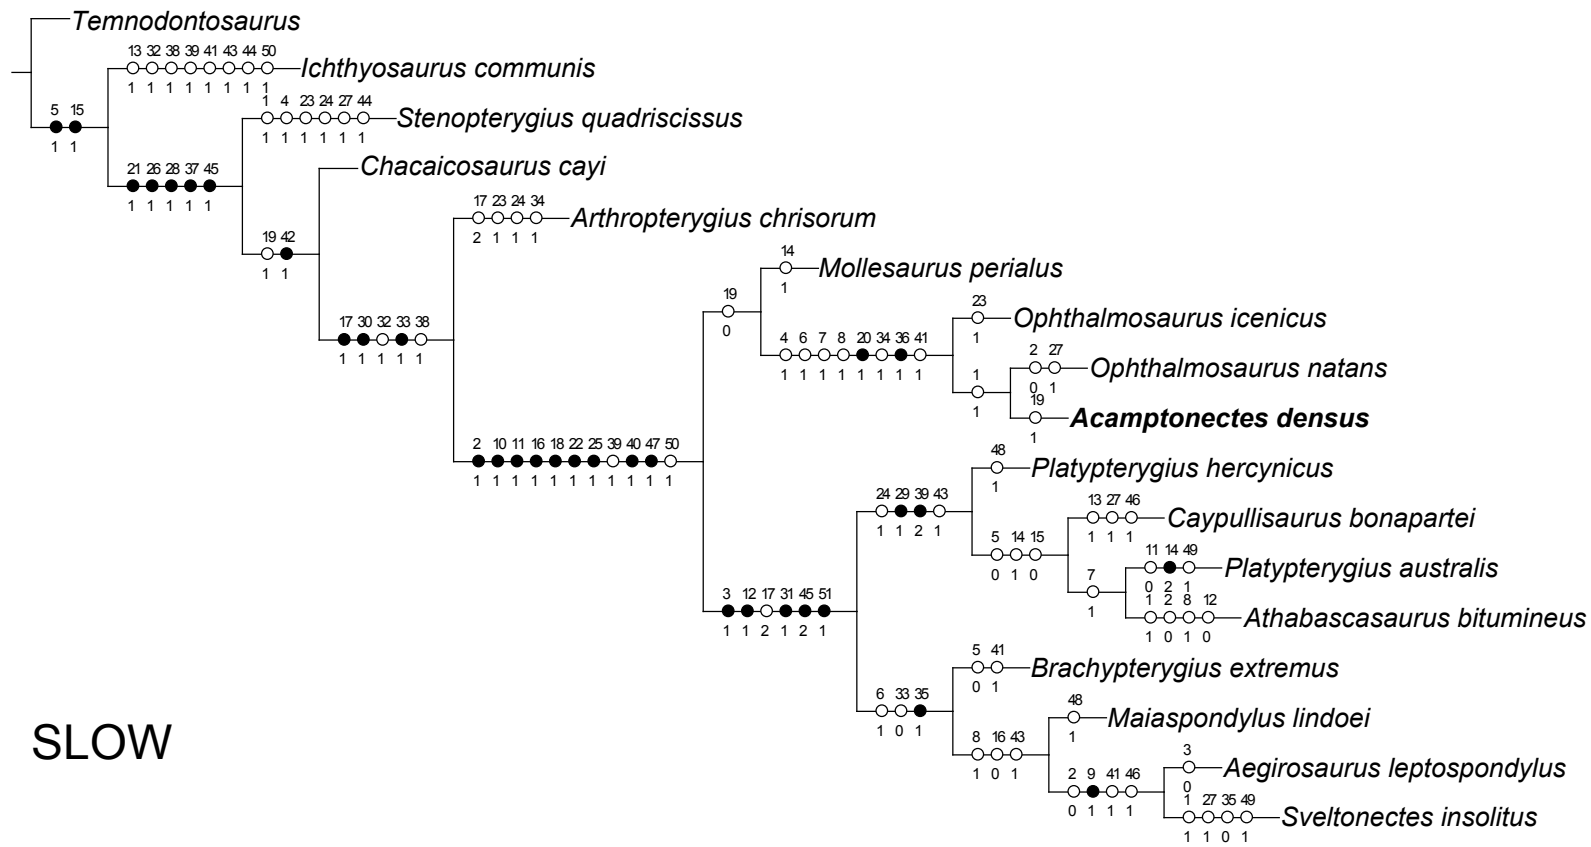 Temnodontosaurus
13 32 38 39 41 43 44 50
Ichthyosaurus communis
1 1 1 1 1 1 1 1
5 15
1 1
1 4 23 24 27 44
Stenopterygius quadriscissus
1 1 1 1 1 1
21 26 28 37 45
1 1 1 1 1
Chacaicosaurus cayi
19 42
1 1
17 23 24 34
Arthropterygius chrisorum
2 1 1 1
17 30 32 33 38
1 1 1 1 1
14
Mollesaurus perialus
1
19
0
23
Ophthalmosaurus icenicus
1
4 6 7 8 20 34 36 41
1 1 1 1 1 1 1 1
2 27
Ophthalmosaurus natans
0 1
1
1
19
Acamptonectes densus
1
2 10 11 16 18 22 25 39 40 47 50
1 1 1 1 1 1 1 1 1 1 1
48
Platypterygius hercynicus
1
24 29 39 43
1 1 2 1
13 27 46
Caypullisaurus bonapartei
1 1 1
5 14 15
0 1 0
11 14 49
Platypterygius australis
0 2 1
7
1
1 2 8 12
Athabascasaurus bitumineus
1 0 1 0
3 12 17 31 45 51
1 1 2 1 2 1
5 41
Brachypterygius extremus
0 1
6 33 35
1 0 1
48
Maiaspondylus lindoei
1
8 16 43
1 0 1
3
Aegirosaurus leptospondylus
0
2 9 41 46
0 1 1 1
1 27 35 49
Sveltonectes insolitus
1 1 0 1
SLOW